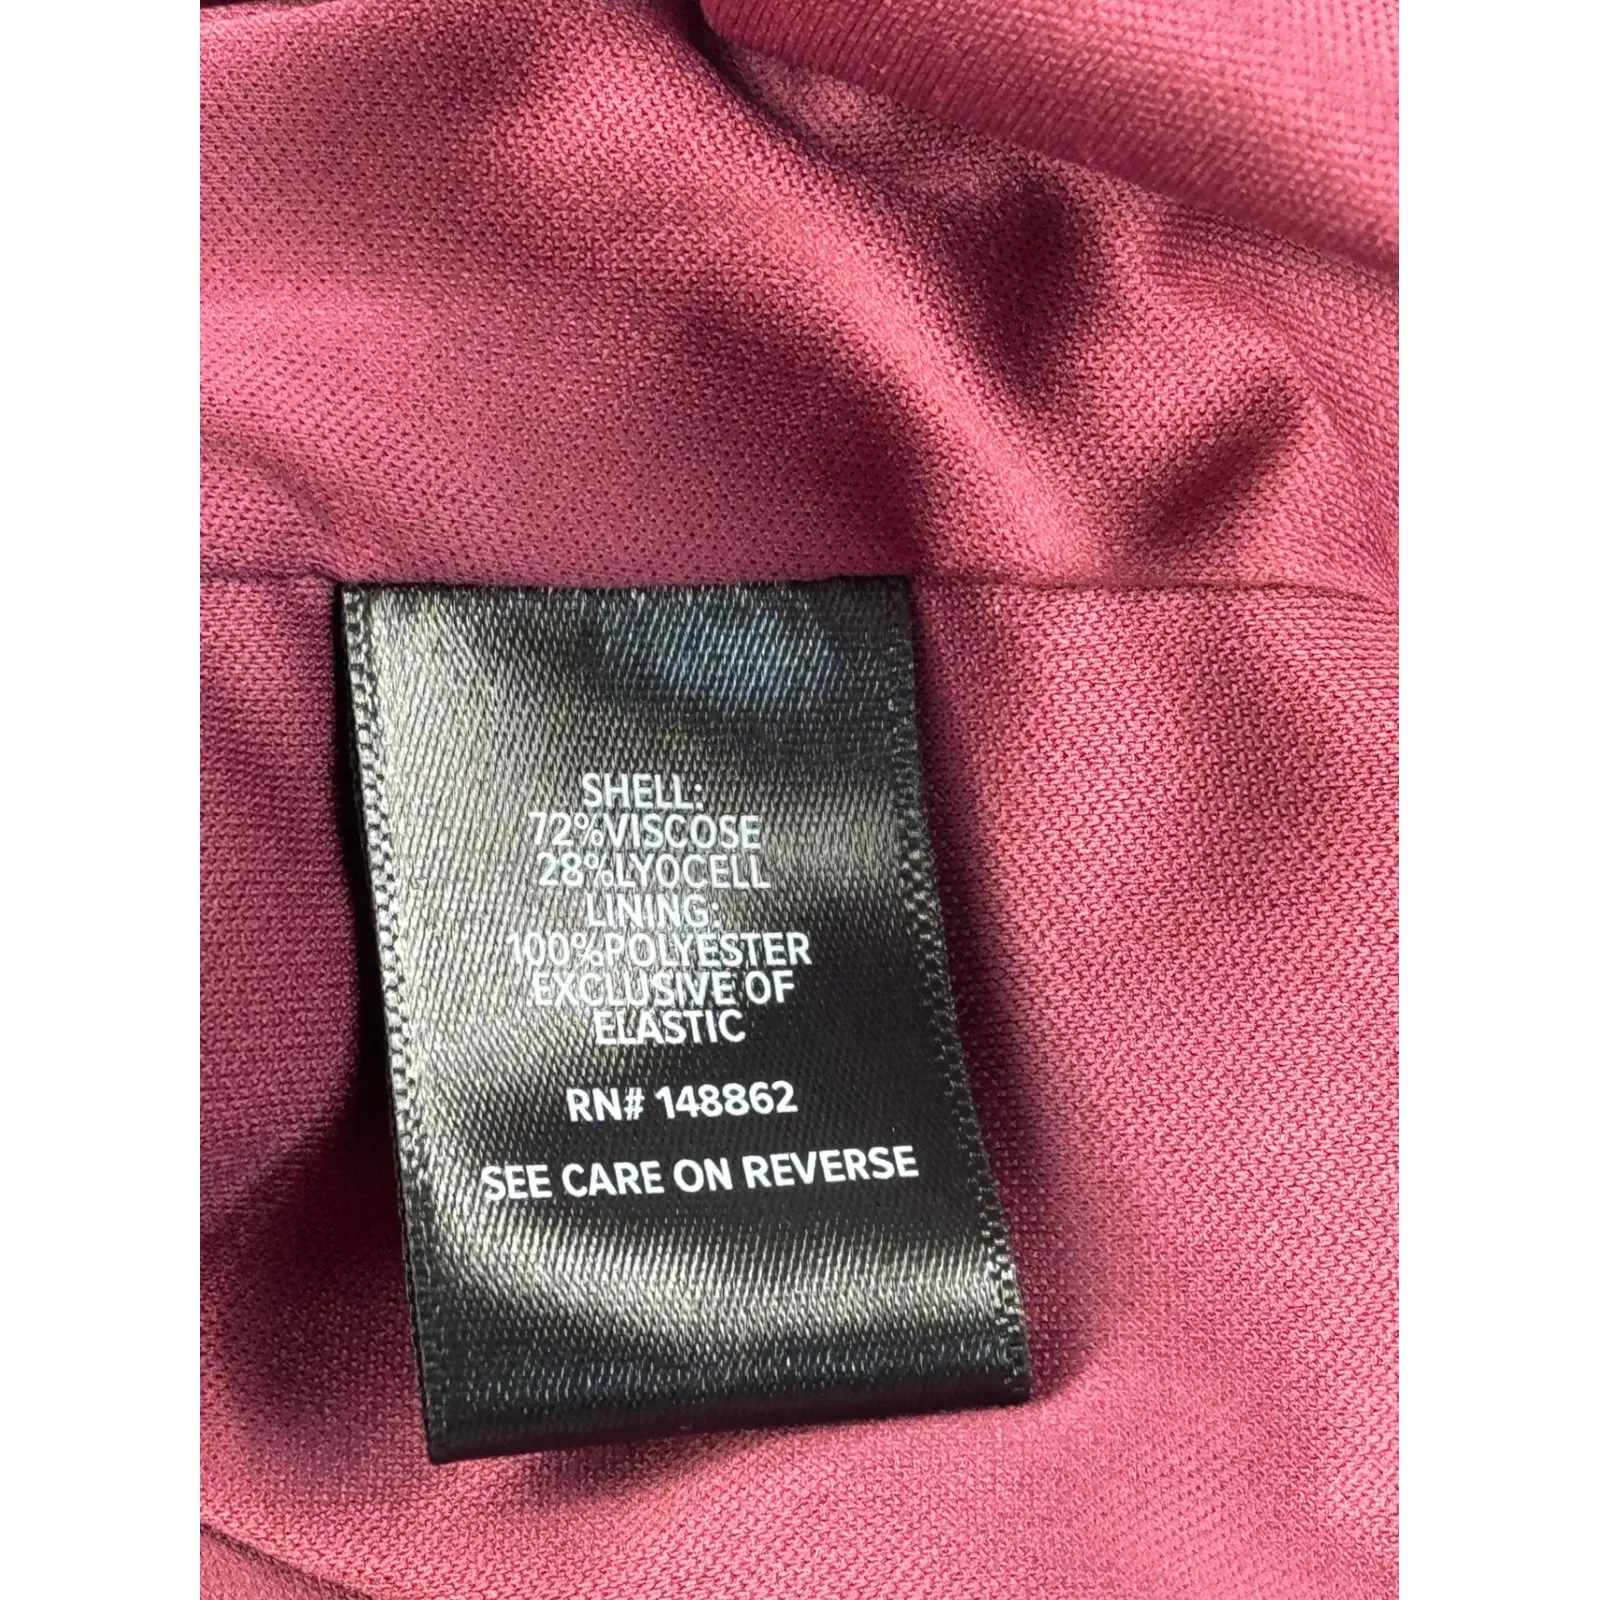 SHELL:
72%VISCOSE
28%LYOCELL
LINING:
100%POLYESTER
EXCLUSIVE OF
ELASTIC
RN# 148862
SEE CARE ON REVERSE